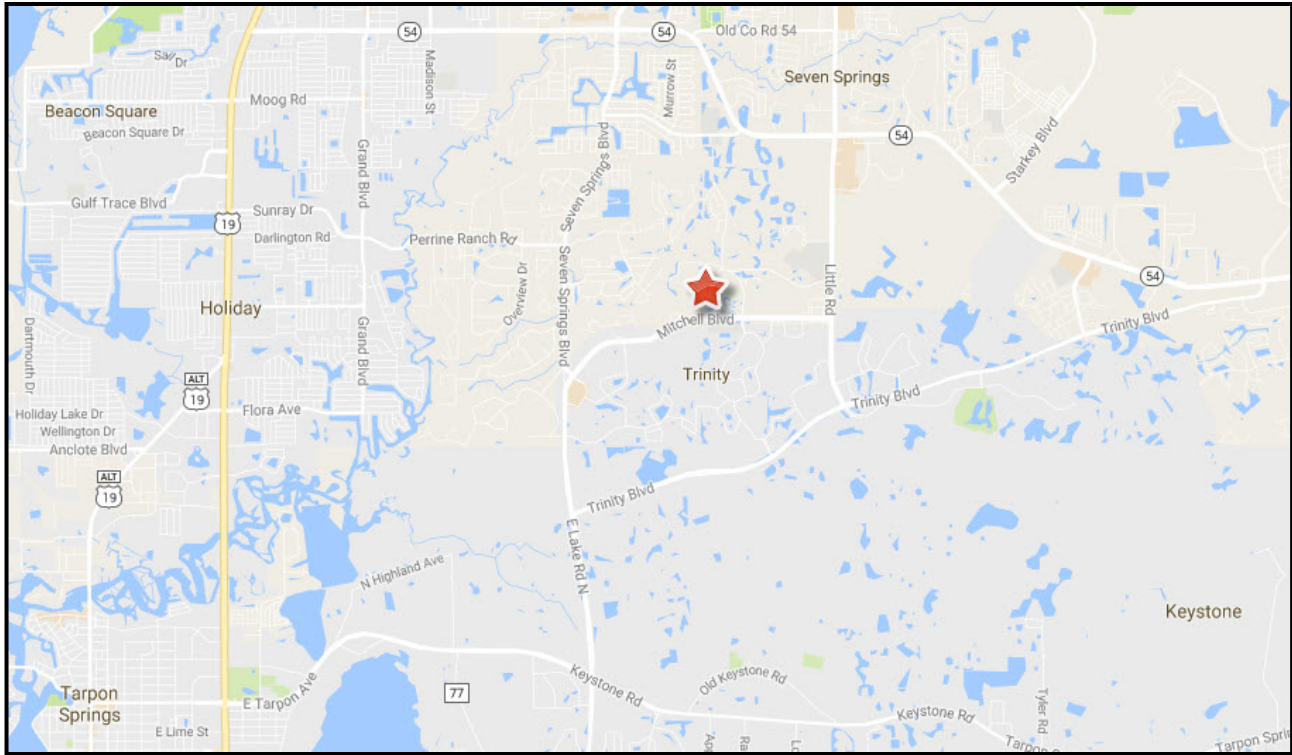 54
54
Old Co Rd 54
Sa
Dr
Madison St
Murrow St
Seven Springs
Moog Rd
Beacon Square
Beacon Square Dr
54
Starkey Blvd
Grand Blvd
Seven Springs Blvd
Gulf Trace Blvd
19
Sunray Dr
Darlington Rd
Perrine Ranch Rd
Seven Springs Blvd
Overview Dr
Little Rd
54
Holiday
Dartmouth Dr
Grand Blvd
Mitchell Blvd
Trinity Blvd
Trinity
ALT
19
Holiday Lake Dr
Flora Ave
Trinity Blvd
Wellington Dr
Anclote Blvd
ALT
19
Trinity Blvd
E Lake Rd N
N Highland Ave
Keystone
Tarpon
Springs
E Tarpon Ave
77
Keystone Rd
Old Keystone Rd
Tyler Rd
Keystone Rd
E Lime St